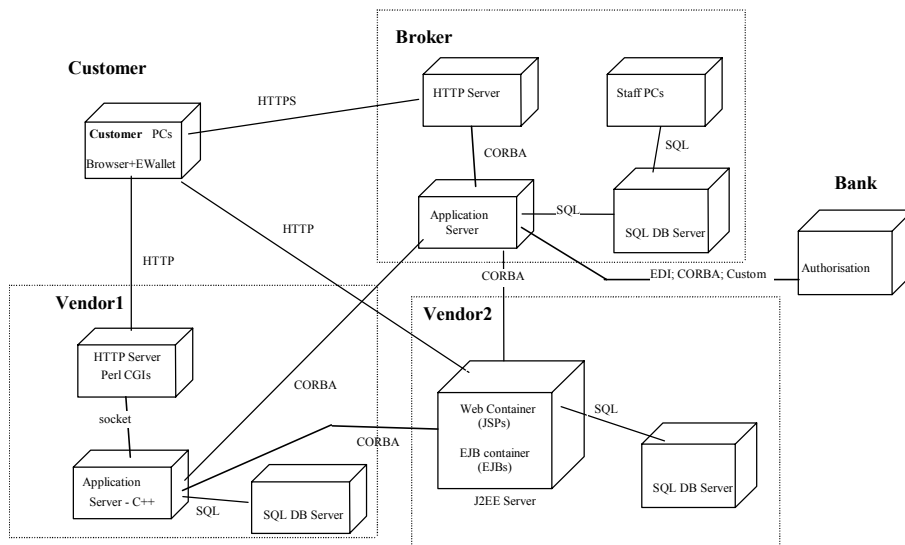 Broker
Customer
HTTP Server
Staff PCs
HTTPS
Customer PCs
Browser+EWallet
CORBA
SQL
Bank
Application
Server
SQL
SQL DB Server
HTTP
HTTP
CORBA
EDI; CORBA; Custom
Authorisation
Vendor1
Vendor2
HTTP Server
Perl CGIs
CORBA
Web Container
(JSPs)
SQL
socket
CORBA
EJB container
(EJBs)
Application
Server - C++
SQL
SQL DB Server
J2EE Server
SQL DB Server